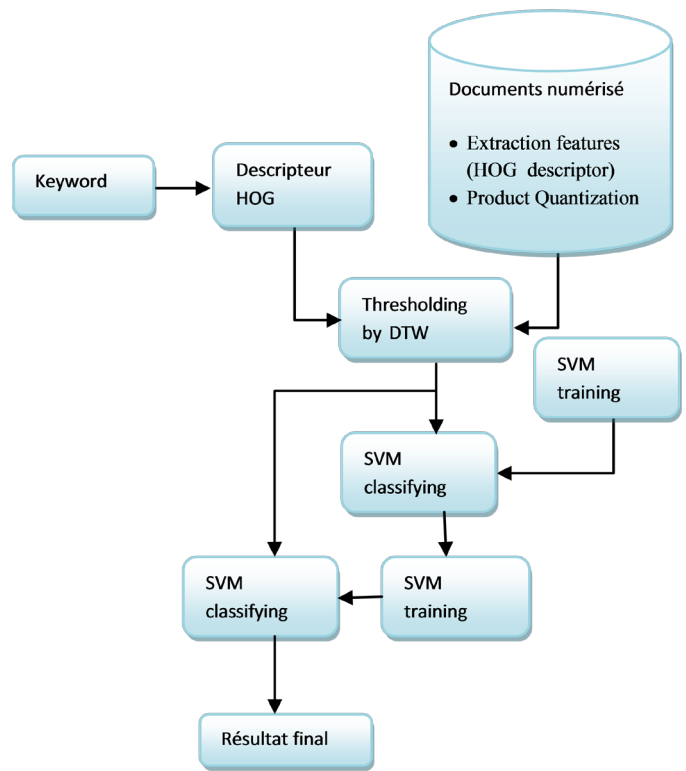 Documents numérisé
• Extraction features
(HOG descriptor)
• Product Quantization
Keyword
Descripteur
HOG
Thresholding
by DTW
SVM
training
SVM
classifying
SVM
classifying
SVM
training
Résultat final